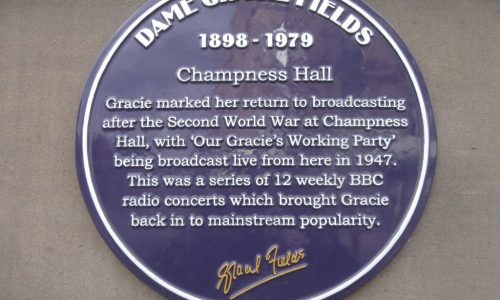 DAME GRACIE FIELDS
1898 - 1979
Champness Hall
Gracie marked her return to broadcasting
after the Second World War at Champness
Hall, with 'Our Gracie's Working Party'
being broadcast live from here in 1947.
This was a series of 12 weekly BBC
radio concerts which brought Gracie
back in to mainstream popularity.
Gracie Fields